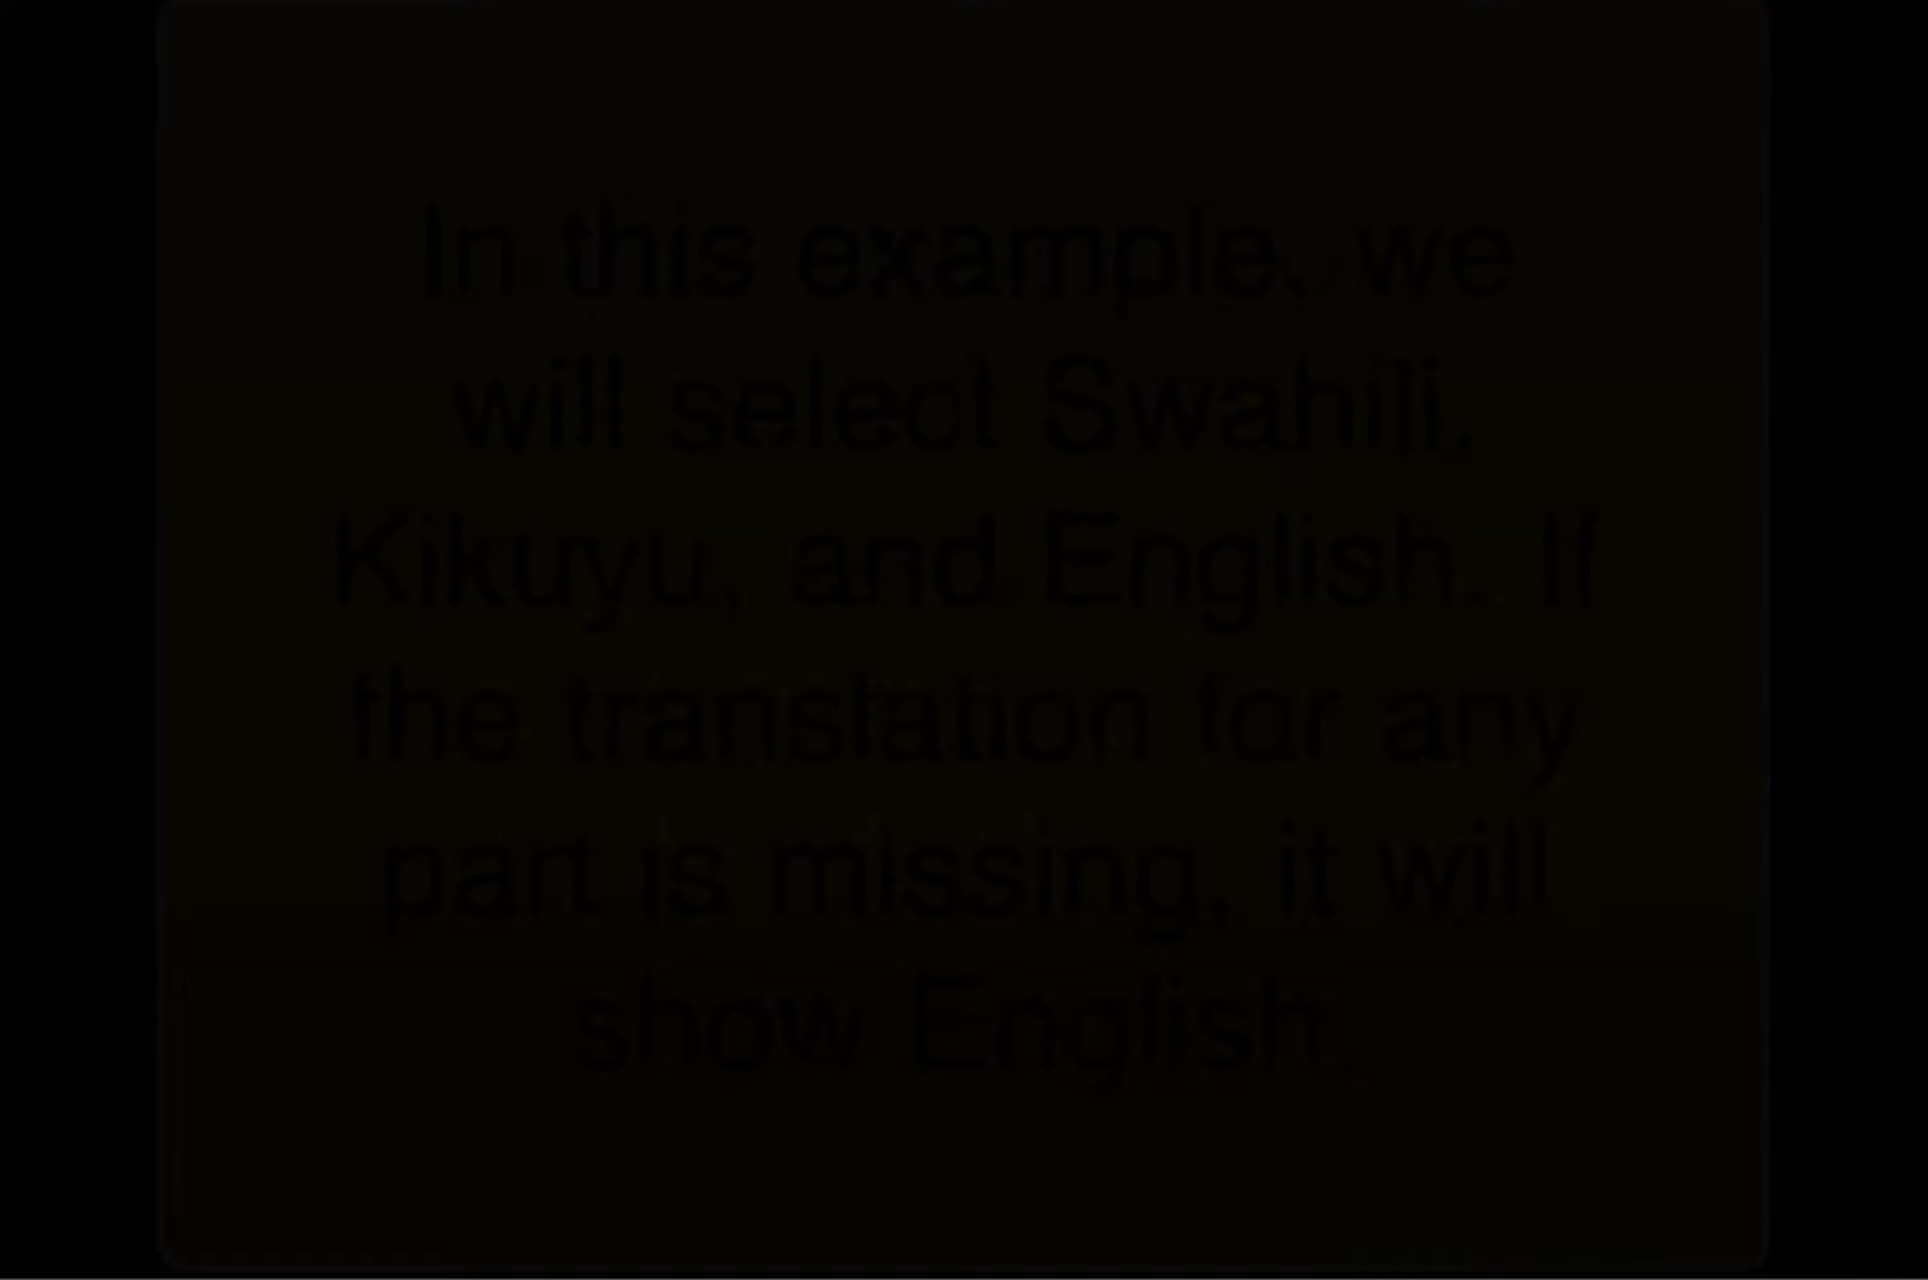 In this example, we
will select Swahili,
Kikuyu, and English. If
the translation for any
part is missing, it will
show English.